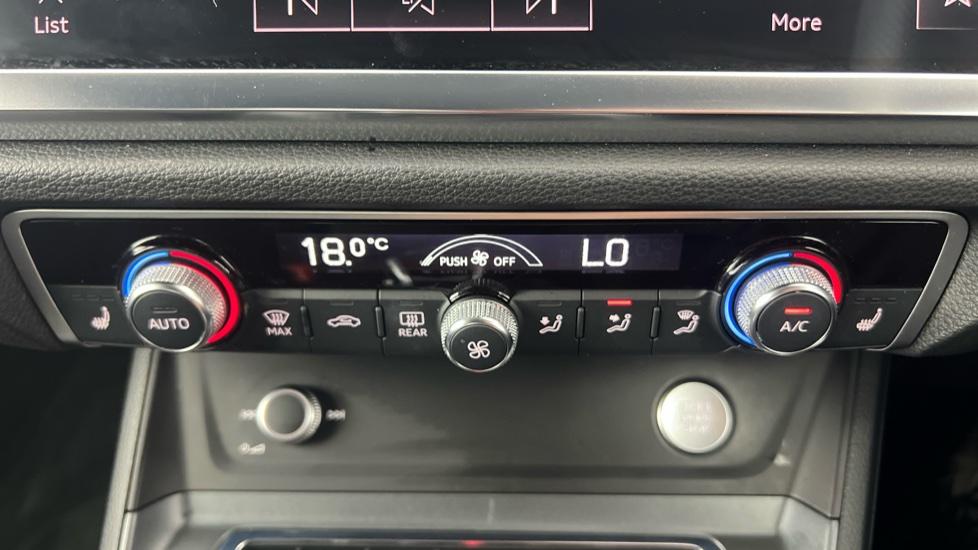 List
More
18.0°C
PUSH OFF
LO
AUTO
MAX
REAR
A/C